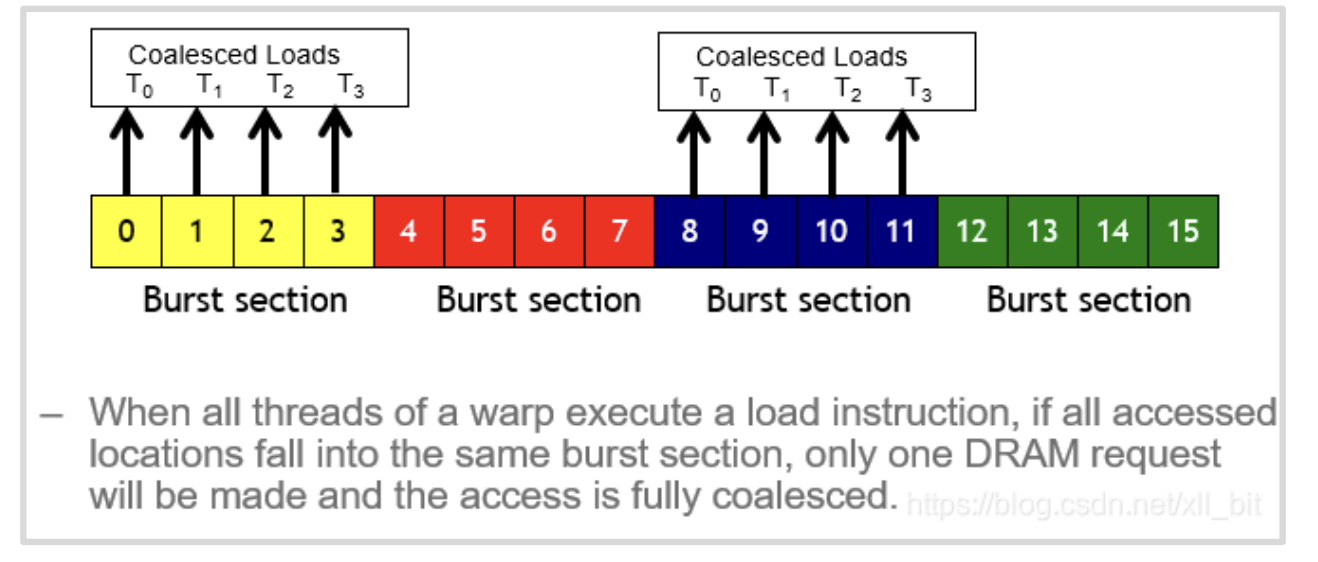 Coalesced Loads
T0 T1 T2 T3
Coalesced Loads
T0 T1 T2 T3
0 1 2 3 4 5 6 7 8 9 10 11 12 13 14 15
Burst section Burst section Burst section Burst section
– When all threads of a warp execute a load instruction, if all accessed
locations fall into the same burst section, only one DRAM request
will be made and the access is fully coalesced. https://blog.csdn.net/xll_bit